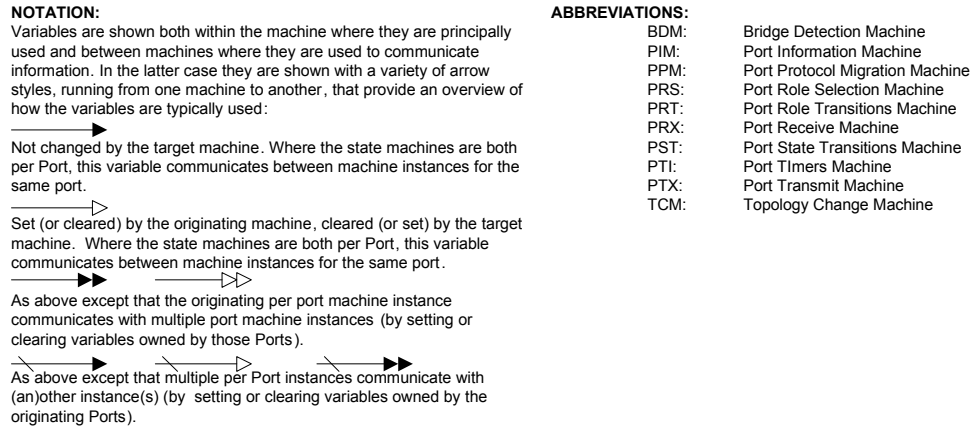 NOTATION:
Variables are shown both within the machine where they are principally
used and between machines where they are used to communicate
information. In the latter case they are shown with a variety of arrow
styles, running from one machine to another, that provide an overview of
how the variables are typically used:
Not changed by the target machine. Where the state machines are both
per Port, this variable communicates between machine instances for the
same port.
Set (or cleared) by the originating machine, cleared (or set) by the target
machine. Where the state machines are both per Port, this variable
communicates between machine instances for the same port.
As above except that the originating per port machine instance
communicates with multiple port machine instances (by setting or
clearing variables owned by those Ports).
As above except that multiple per Port instances communicate with
(an)other instance(s) (by setting or clearing variables owned by the
originating Ports).
ABBREVIATIONS:
BDM: Bridge Detection Machine
PIM: Port Information Machine
PPM: Port Protocol Migration Machine
PRS: Port Role Selection Machine
PRT: Port Role Transitions Machine
PRX: Port Receive Machine
PST: Port State Transitions Machine
PTI: Port TImers Machine
PTX: Port Transmit Machine
TCM: Topology Change Machine